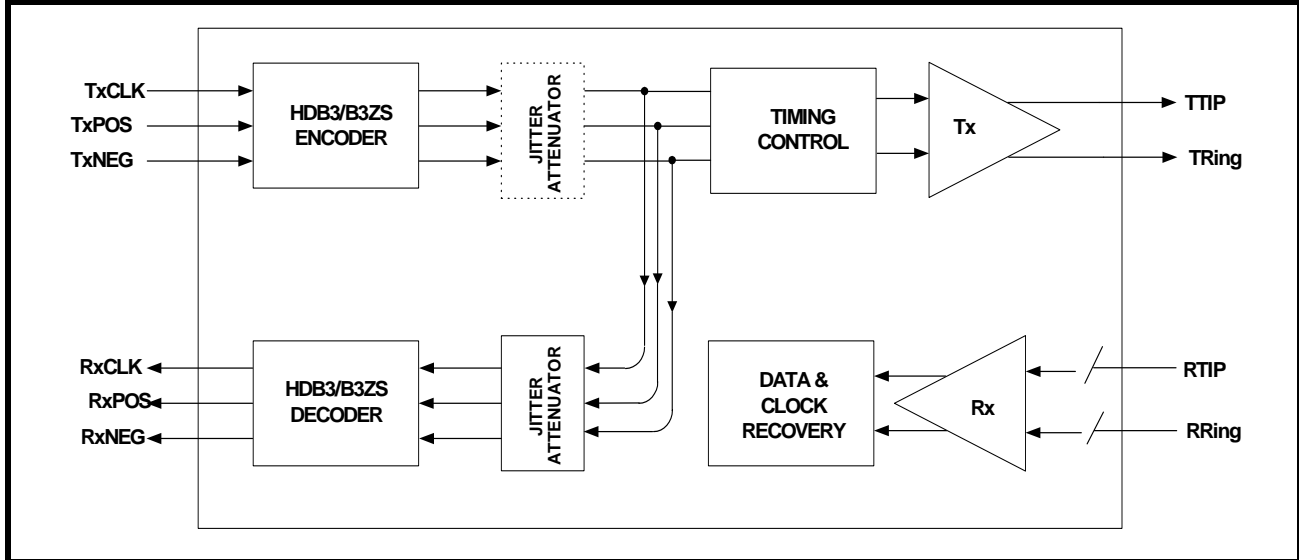 TxCLK
TxPOS
TxNEG
HDB3/B3ZS
ENCODER
JITTER
ATTENUATOR
TIMING
CONTROL
Tx
TTIP
TRing
RxCLK
RxPOS
RxNEG
HDB3/B3ZS
DECODER
JITTER
ATTENUATOR
DATA &
CLOCK
RECOVERY
Rx
RTIP
RRing